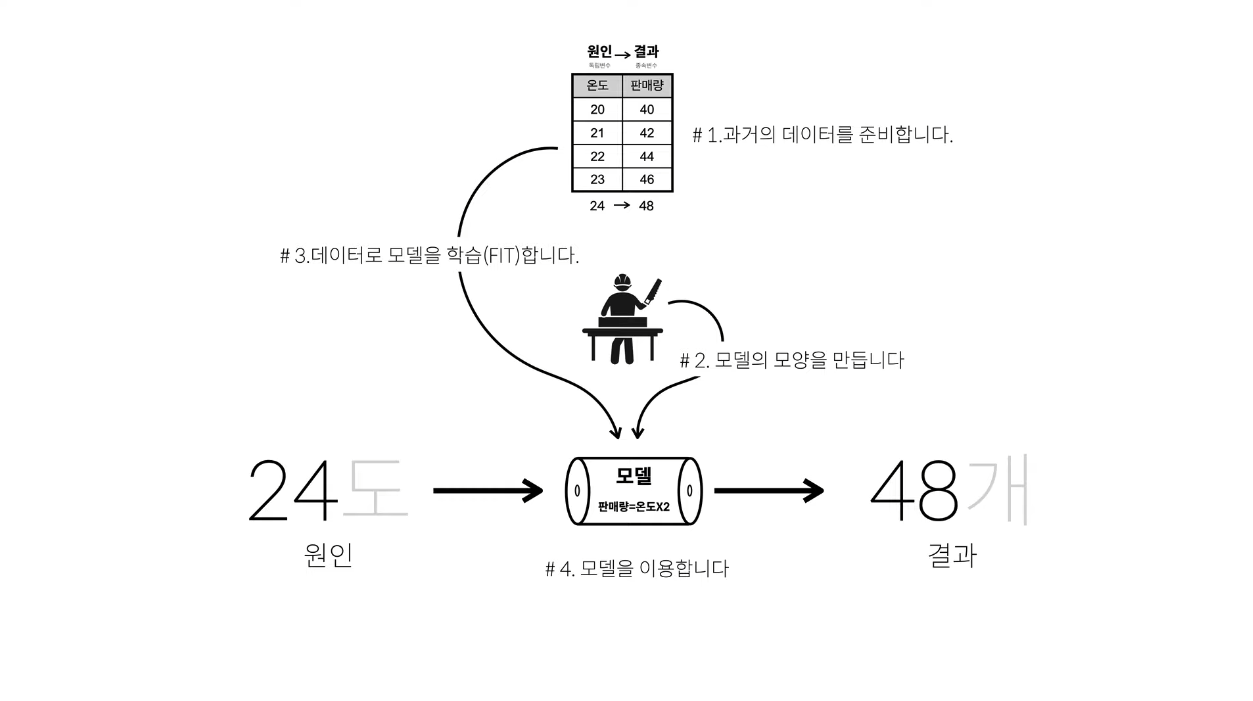 원인 → 결과
독립변수 종속변수
온도 판매량
20 40
21 42
22 44
23 46
24 → 48
# 1.과거의 데이터를 준비합니다.
# 3.데이터로 모델을 학습(FIT)합니다.
# 2. 모델의 모양을 만듭니다
24도
원인
모델
판매량=온도X2
48개
결과
# 4. 모델을 이용합니다